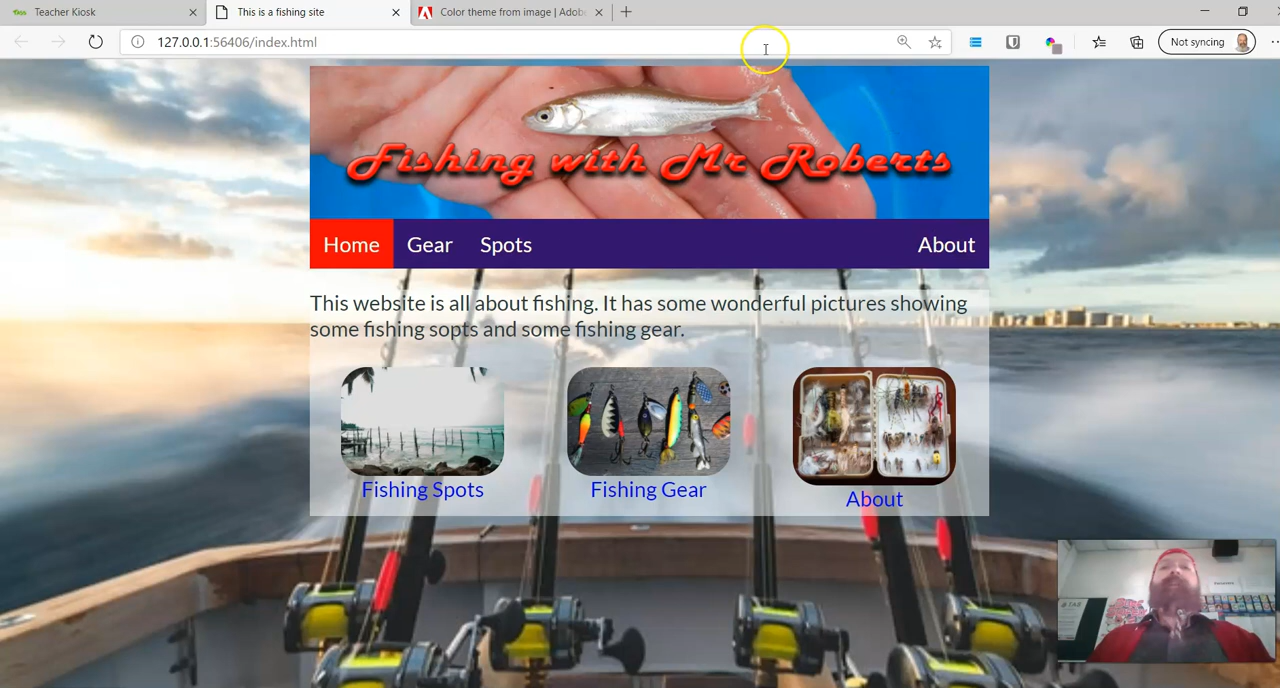 Teacher Kiosk
This is a fishing site
Color theme from image | Adob
127.0.0.1:56406/index.html
Not syncing
Fishing with Mr Roberts
Home Gear Spots About
This website is all about fishing. It has some wonderful pictures showing
some fishing sopts and some fishing gear.
Fishing Spots
Fishing Gear
About